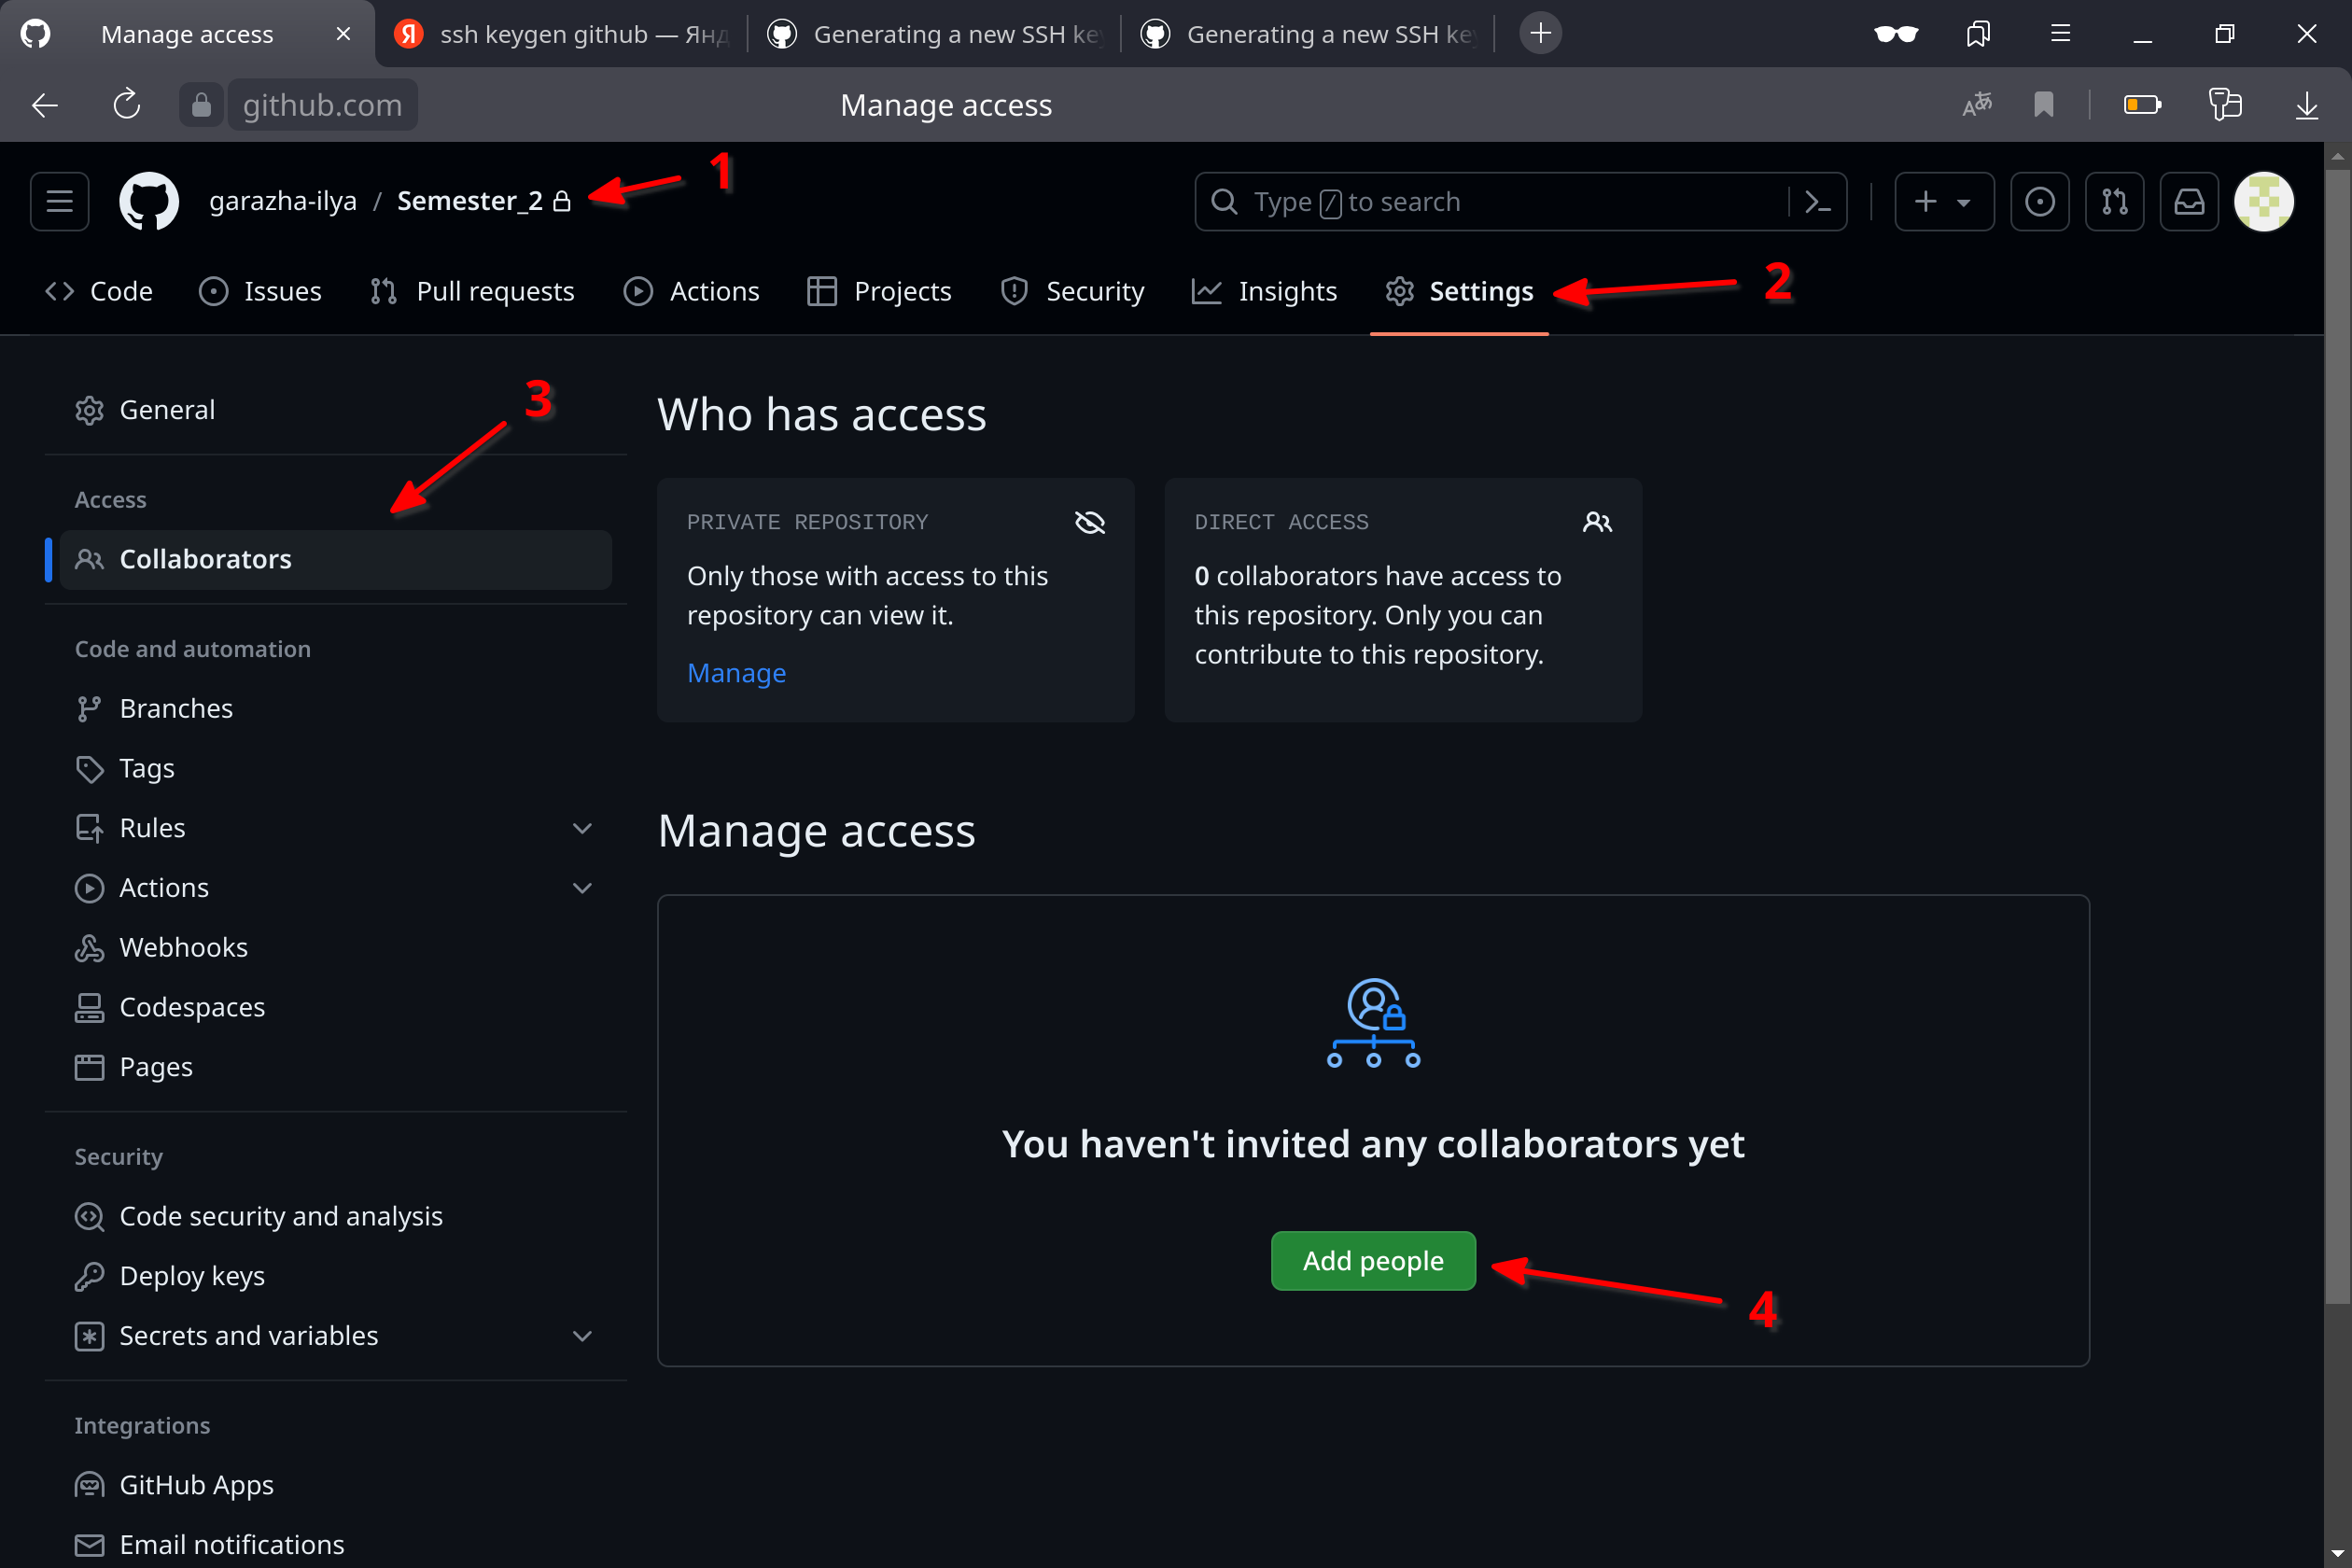 Manage access
ssh keygen github — Янд
Generating a new SSH key
Generating a new SSH key
github.com
Manage access
garazha-ilya / Semester_2
1
Type / to search
Code
Issues
Pull requests
Actions
Projects
Security
Insights
Settings
2
General
3
Access
Collaborators
Code and automation
Branches
Tags
Rules
Actions
Webhooks
Codespaces
Pages
Security
Code security and analysis
Deploy keys
Secrets and variables
Integrations
GitHub Apps
Email notifications
Who has access
PRIVATE REPOSITORY
Only those with access to this
repository can view it.
Manage
DIRECT ACCESS
0 collaborators have access to
this repository. Only you can
contribute to this repository.
Manage access
You haven't invited any collaborators yet
Add people
4